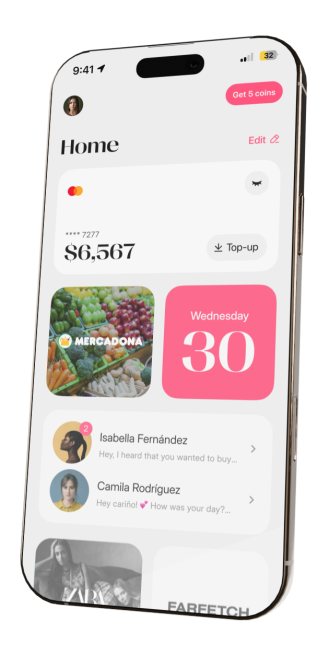 9:41
32
Get 5 coins
Home
Edit
**** 7277
$6,567
Top-up
MERCADONA
Wednesday
30
2
Isabella Fernández
Hey, I heard that you wanted to buy...
Camila Rodríguez
Hey cariño! 💕 How was your day?...
ZARA
FARFETCH